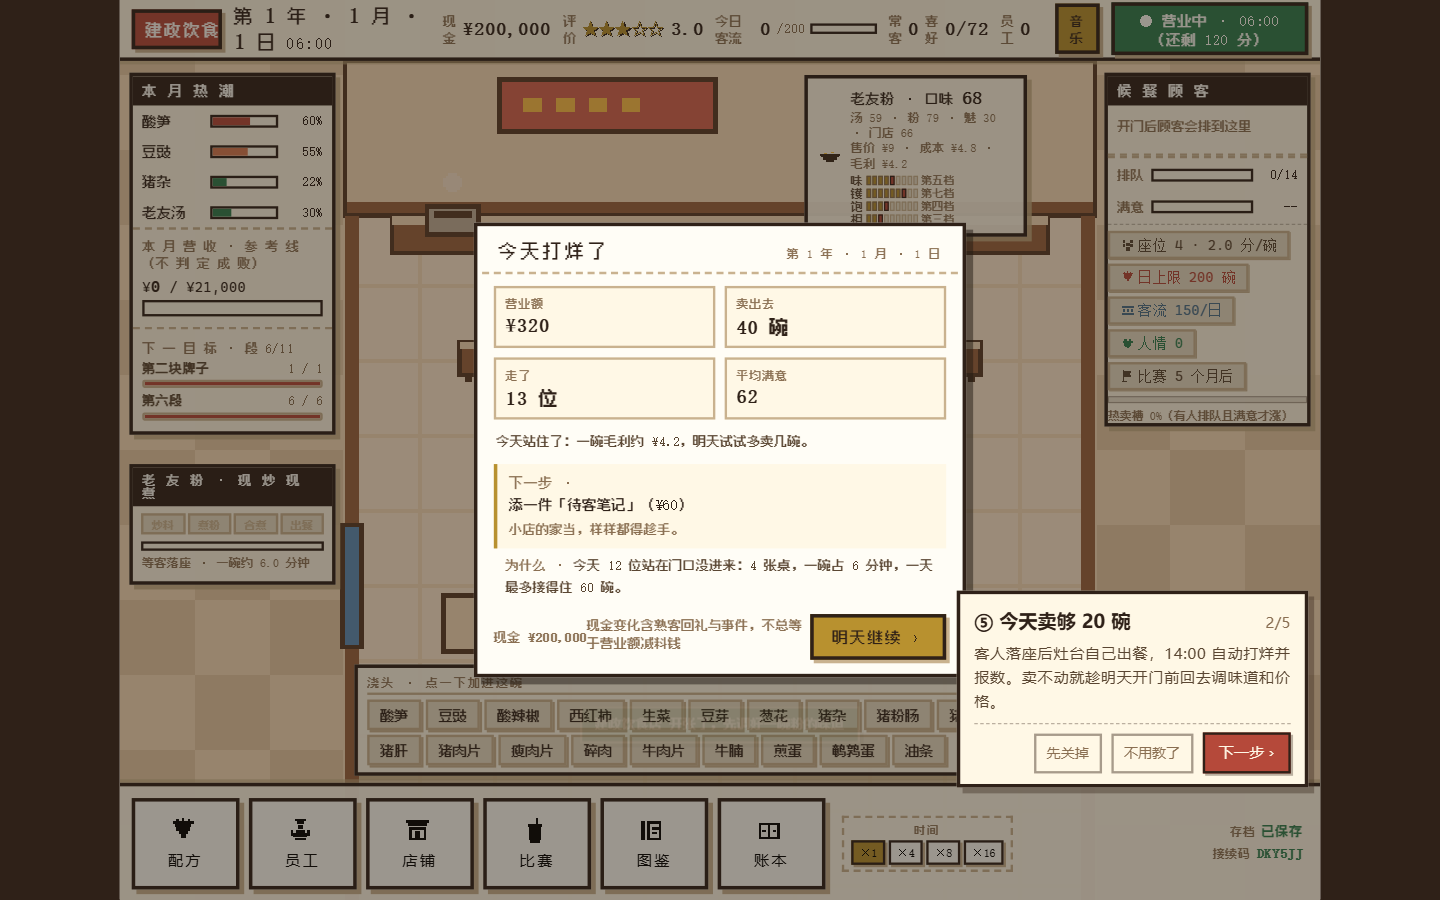 建政饮食
第 1 年 · 1 月 ·
1 日 06:00
现金 ¥200,000
评价 ★★★☆☆ 3.0
今日客流 0 /200
常客 0
喜好 0/72
员工 0
音乐
营业中 · 06:00
(还剩 120 分)
本月热潮
酸笋 60%
豆豉 55%
猪杂 22%
老友汤 30%
本月营收 · 参考线
(不判定成败)
¥0 / ¥21,000
下一目标 · 段 6/11
第二块牌子 1 / 1
第六段 6 / 6
老友粉 · 现炒现
煮
炒料 煮粉 合煮 出餐
等客落座 · 一碗约 6.0 分钟
老友粉 · 口味 68
汤 59 · 粉 79 · 魅 30
· 门店 66
售价 ¥9 · 成本 ¥4.8 ·
毛利 ¥4.2
味 第五档
镬 第七档
饱 第四档
相 第三档
候餐顾客
开门后顾客会排到这里
排队 0/14
满意 --
座位 4 · 2.0 分/碗
日上限 200 碗
客流 150/日
人情 0
比赛 5 个月后
热卖槽 0% (有人排队且满意才涨)
今天打烊了
第 1 年 · 1 月 · 1 日
营业额
¥320
卖出去
40 碗
走了
13 位
平均满意
62
今天站住了: 一碗毛利约 ¥4.2, 明天试试多卖几碗。
下一步 ·
添一件「待客笔记」 (¥60)
小店的家当, 样样都得趁手。
为什么 · 今天 12 位站在门口没进来: 4 张桌, 一碗占 6 分钟, 一天
最多接得住 60 碗。
现金 ¥200,000
现金变化含熟客回礼与事件, 不总等
于营业额减料钱
明天继续 ›
⑤ 今天卖够 20 碗 2/5
客人落座后灶台自己出餐，14:00 自动打烊并
报数。卖不动就趁明天开门前回去调味道和价
格。
先关掉 不用教了 下一步 ›
浇头 · 点一下加进这碗
酸笋 豆豉 酸辣椒 西红柿 生菜 豆芽 葱花 猪杂 猪粉肠
猪肝 猪肉片 瘦肉片 碎肉 牛肉片 牛腩 煎蛋 鹌鹑蛋 油条
配方 员工 店铺 比赛 图鉴 账本
时间
×1 ×4 ×8 ×16
存档 已保存
接续码 DKY5JJ